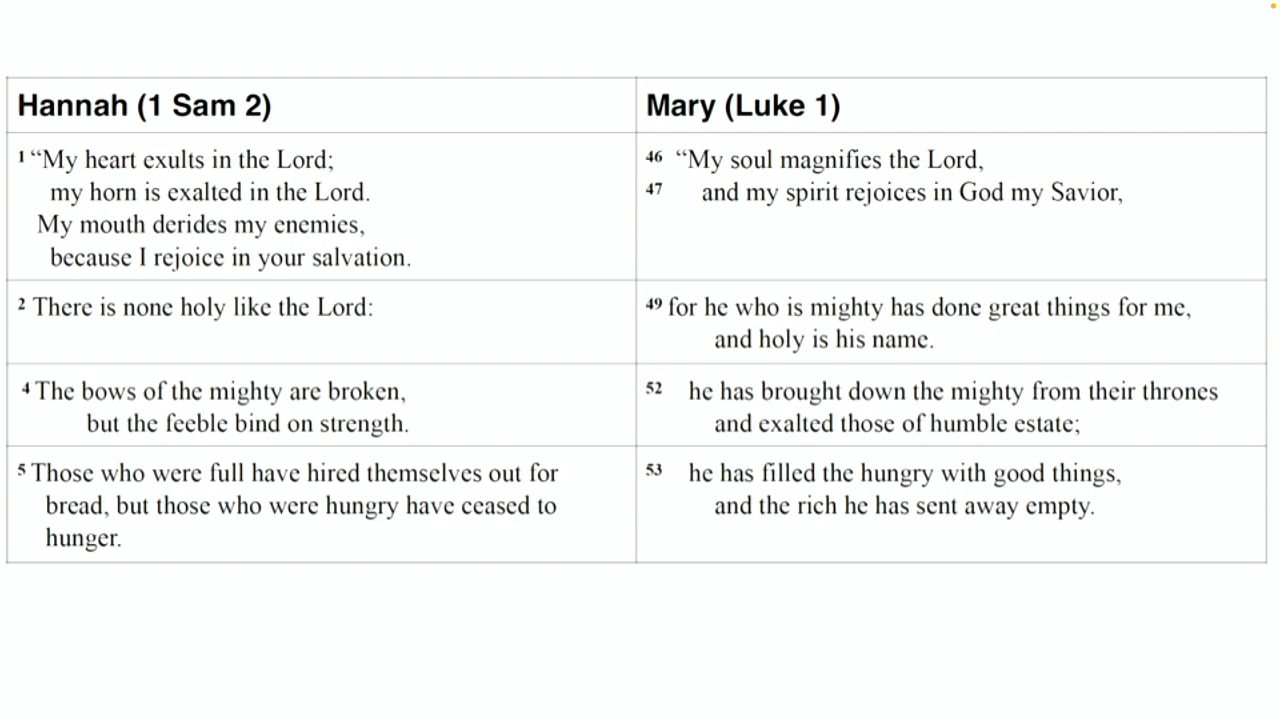 Hannah (1 Sam 2)
Mary (Luke 1)
1 “My heart exults in the Lord;
my horn is exalted in the Lord.
My mouth derides my enemies,
because I rejoice in your salvation.
46 “My soul magnifies the Lord,
47 and my spirit rejoices in God my Savior,
2 There is none holy like the Lord:
49 for he who is mighty has done great things for me,
and holy is his name.
4 The bows of the mighty are broken,
but the feeble bind on strength.
52 he has brought down the mighty from their thrones
and exalted those of humble estate;
5 Those who were full have hired themselves out for
bread, but those who were hungry have ceased to
hunger.
53 he has filled the hungry with good things,
and the rich he has sent away empty.